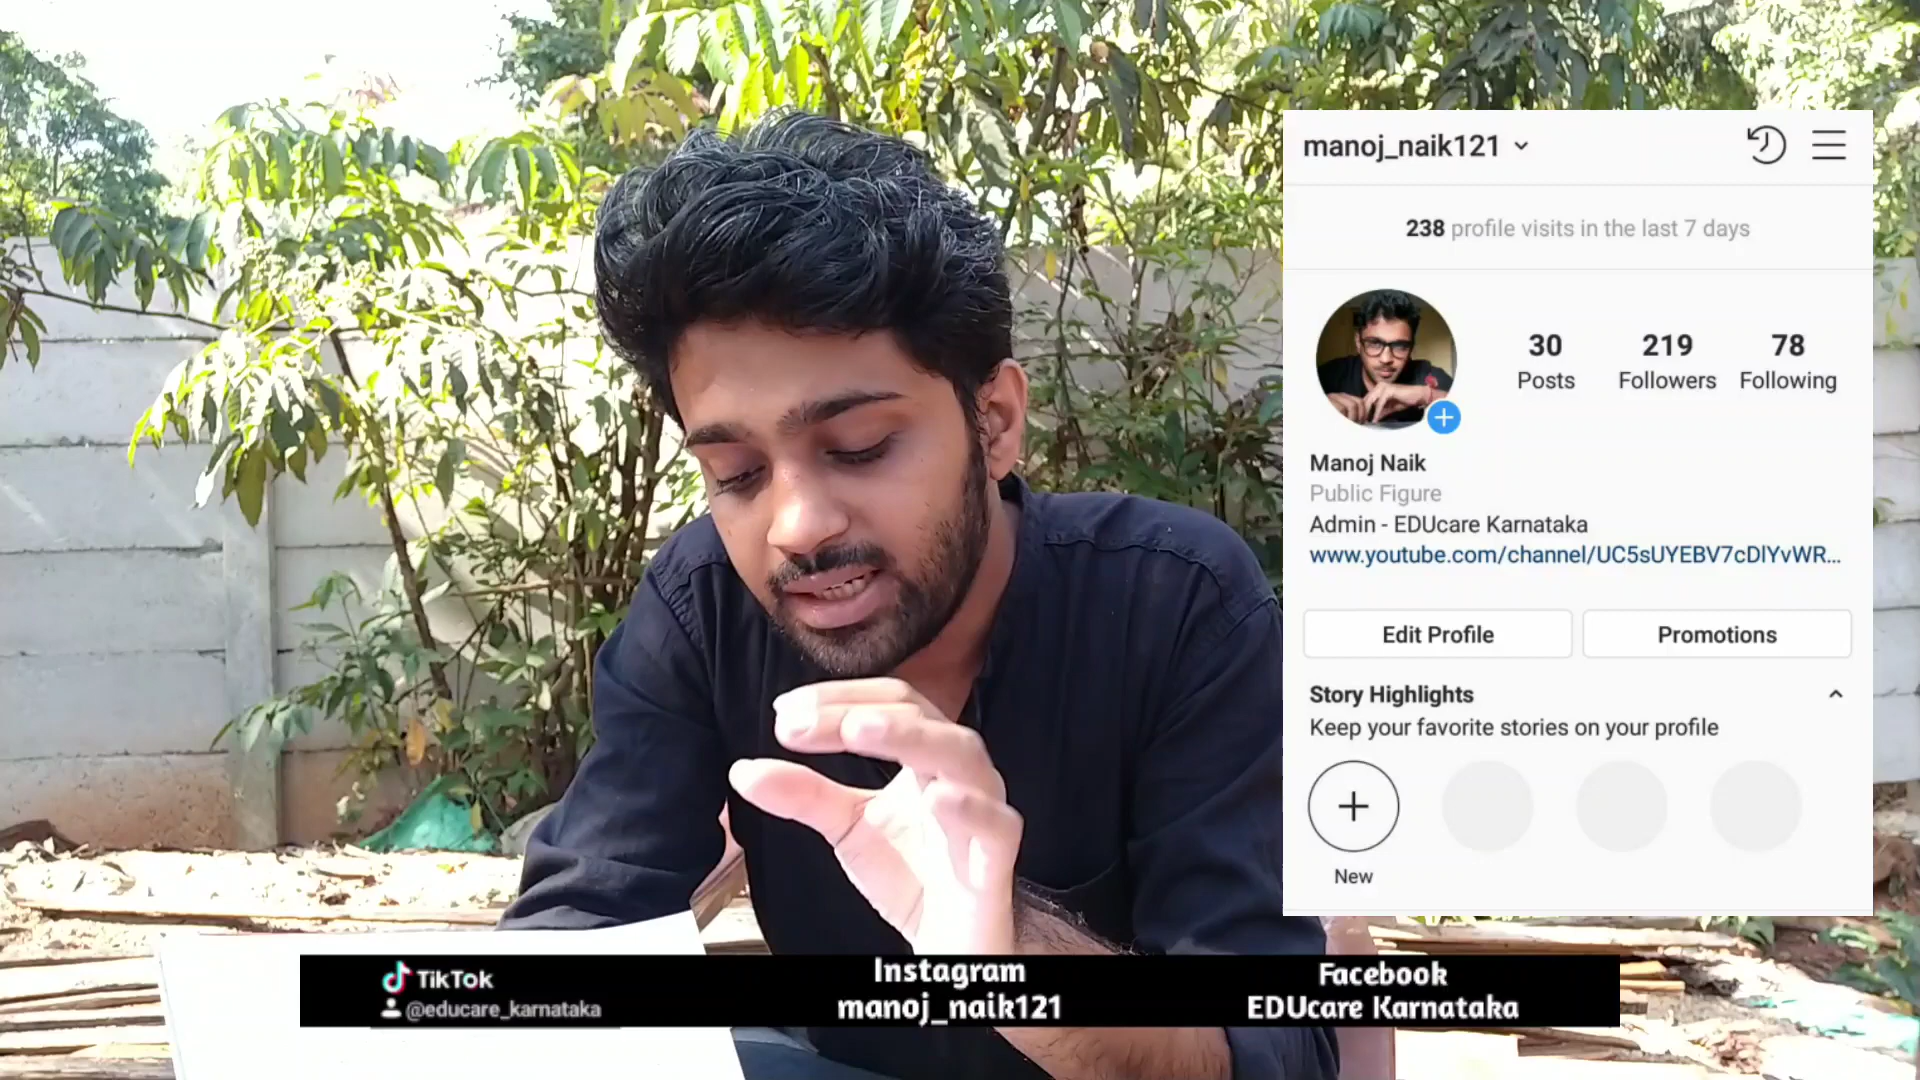 manoj_naik121
238 profile visits in the last 7 days
30 219 78
Posts Followers Following
Manoj Naik
Public Figure
Admin - EDUcare Karnataka
www.youtube.com/channel/UC5sUYEBV7cDlYvWR...
Edit Profile Promotions
Story Highlights
Keep your favorite stories on your profile
New
TikTok
@educare_karnataka
Instagram
manoj_naik121
Facebook
EDUcare Karnataka